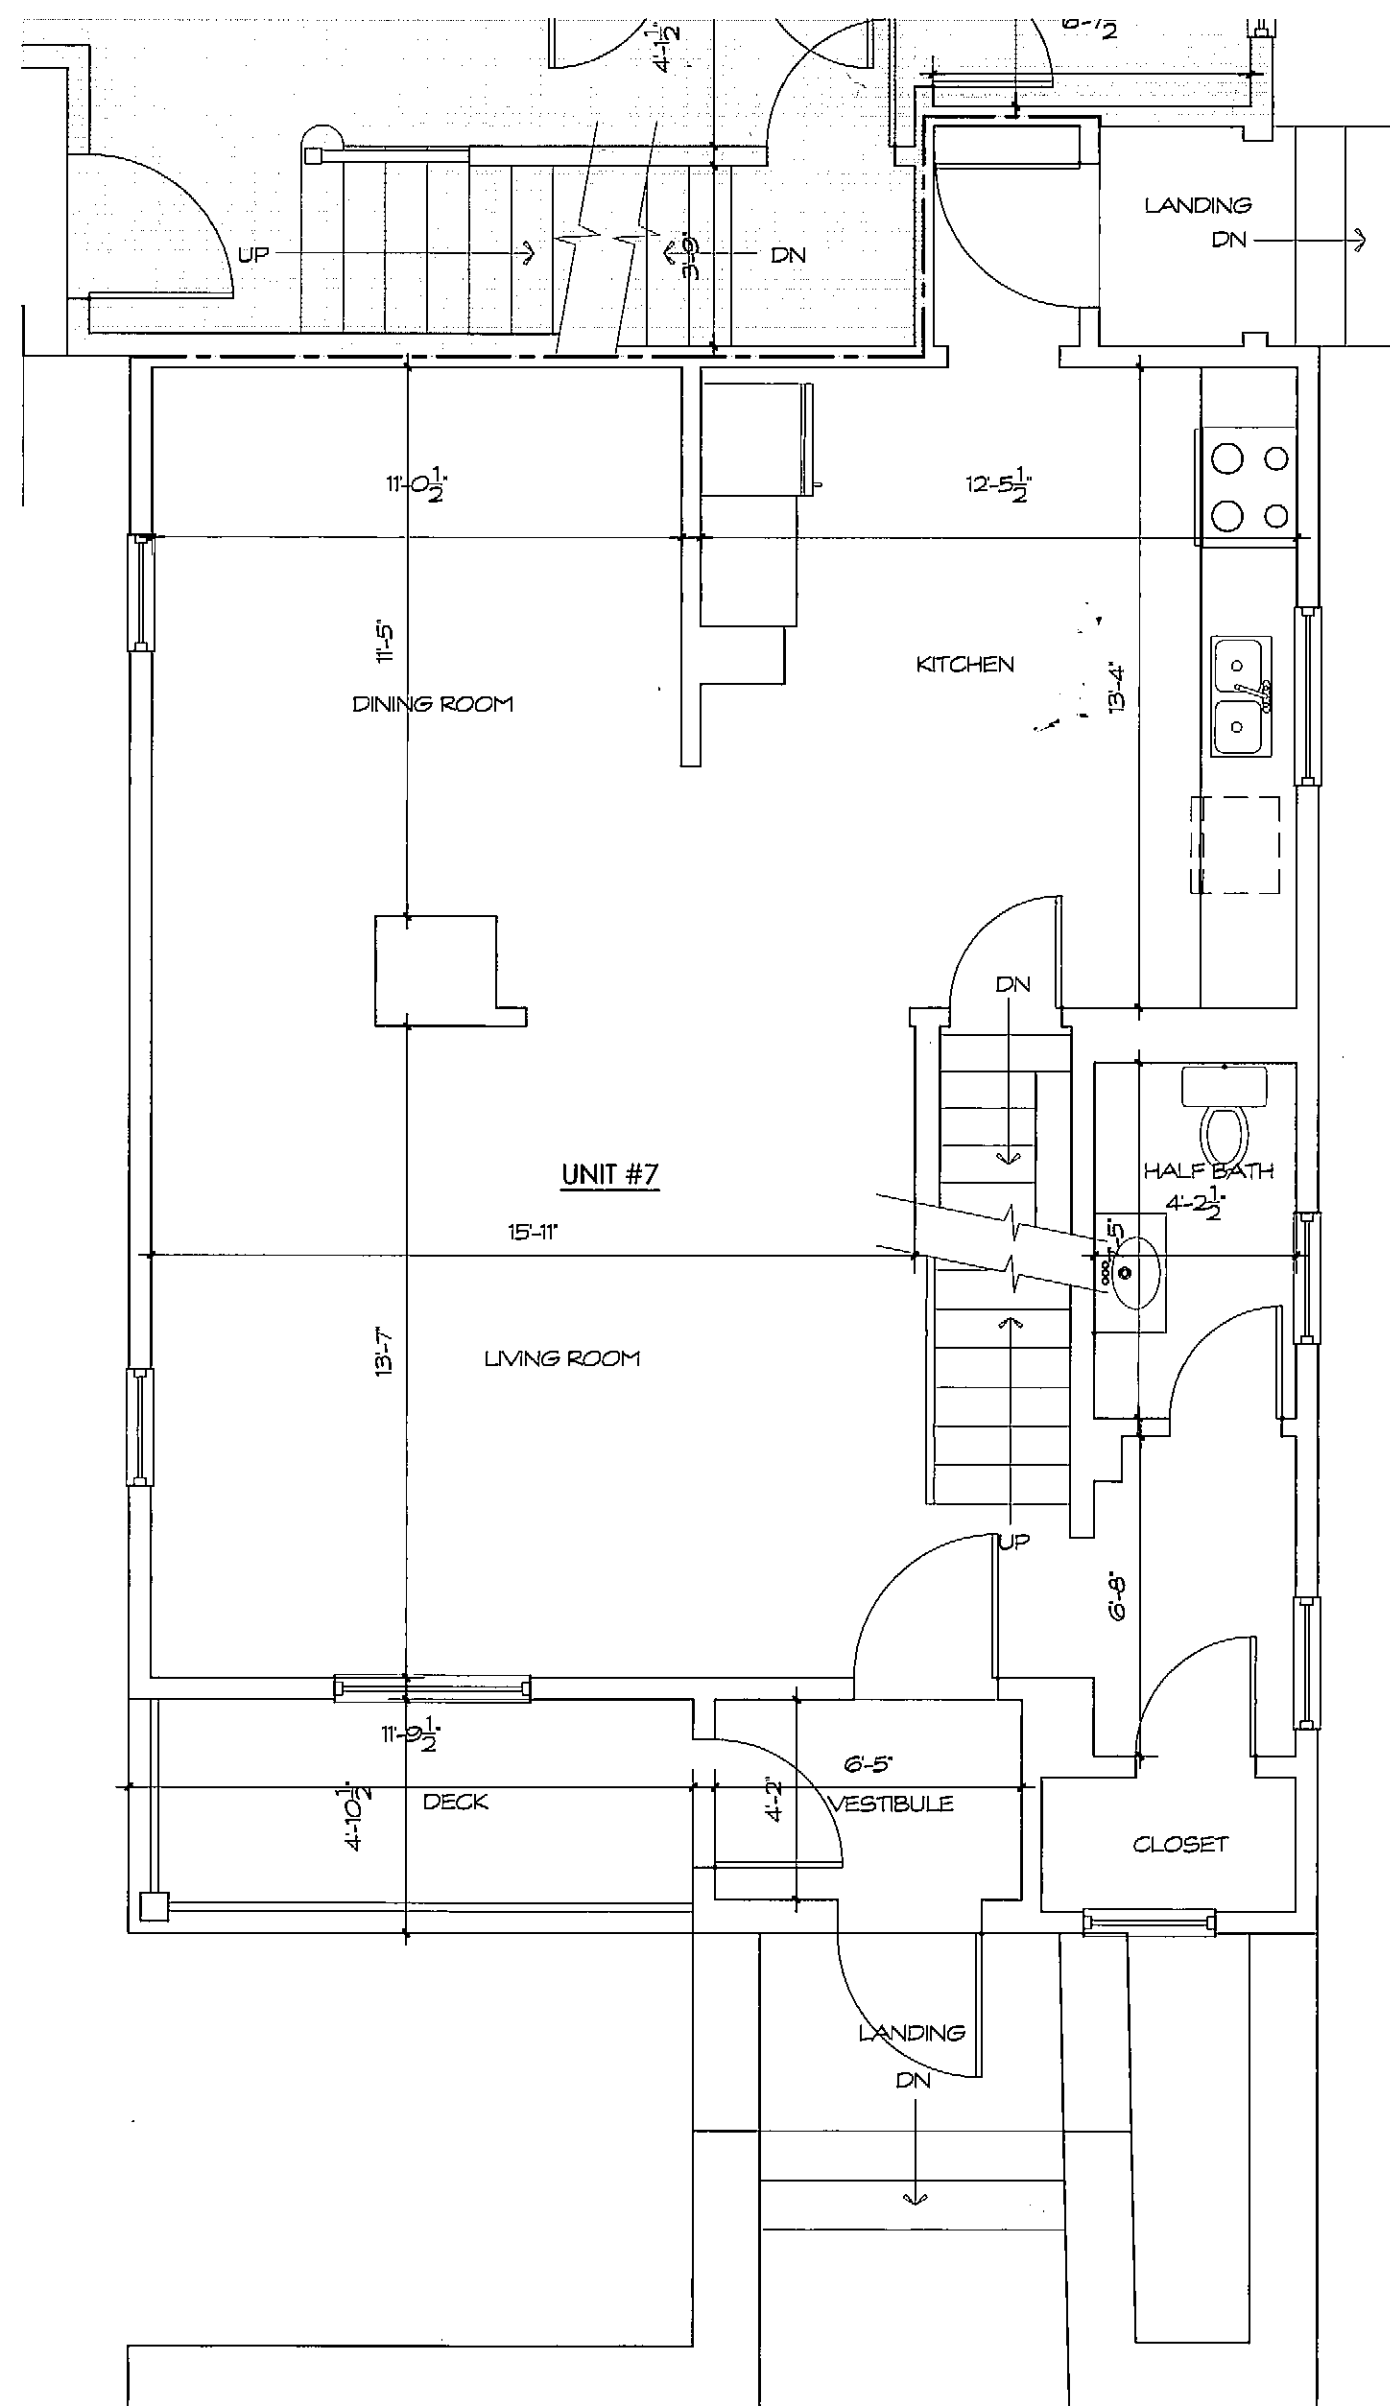 4'-1½"
LANDING
DN
UP
DN
3'-9"
11'-0½"
12'-5½"
11'-5"
KITCHEN
13'-4"
DINING ROOM
DN
UNIT #7
HALF BATH
4'-2½"
15'-11"
13'-7"
LIVING ROOM
UP
6'-8"
11'-9½"
6'-5"
4'-10½"
DECK
4'-2"
VESTIBULE
CLOSET
LANDING
DN